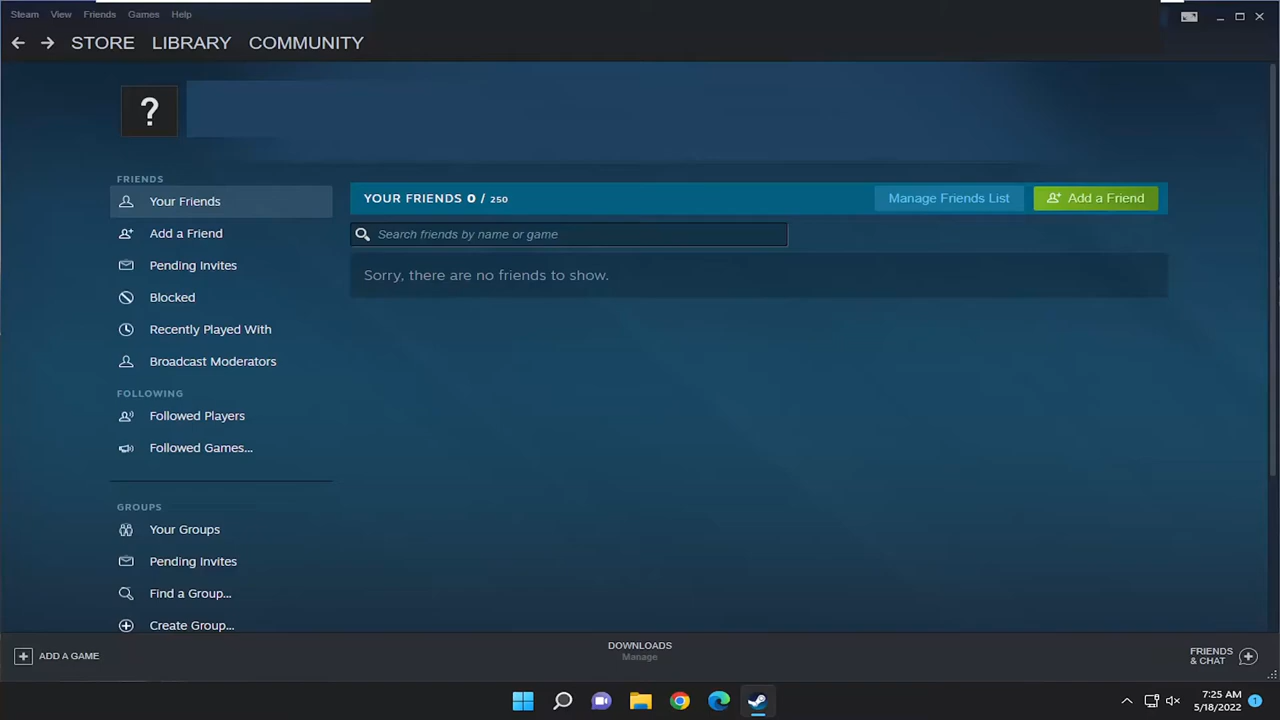 Steam View Friends Games Help
STORE LIBRARY COMMUNITY
?
FRIENDS
Your Friends
Add a Friend
Pending Invites
Blocked
Recently Played With
Broadcast Moderators
FOLLOWING
Followed Players
Followed Games...
GROUPS
Your Groups
Pending Invites
Find a Group...
Create Group...
YOUR FRIENDS 0 / 250
Manage Friends List
Add a Friend
Search friends by name or game
Sorry, there are no friends to show.
ADD A GAME
DOWNLOADS
Manage
FRIENDS
& CHAT
7:25 AM
5/18/2022
1